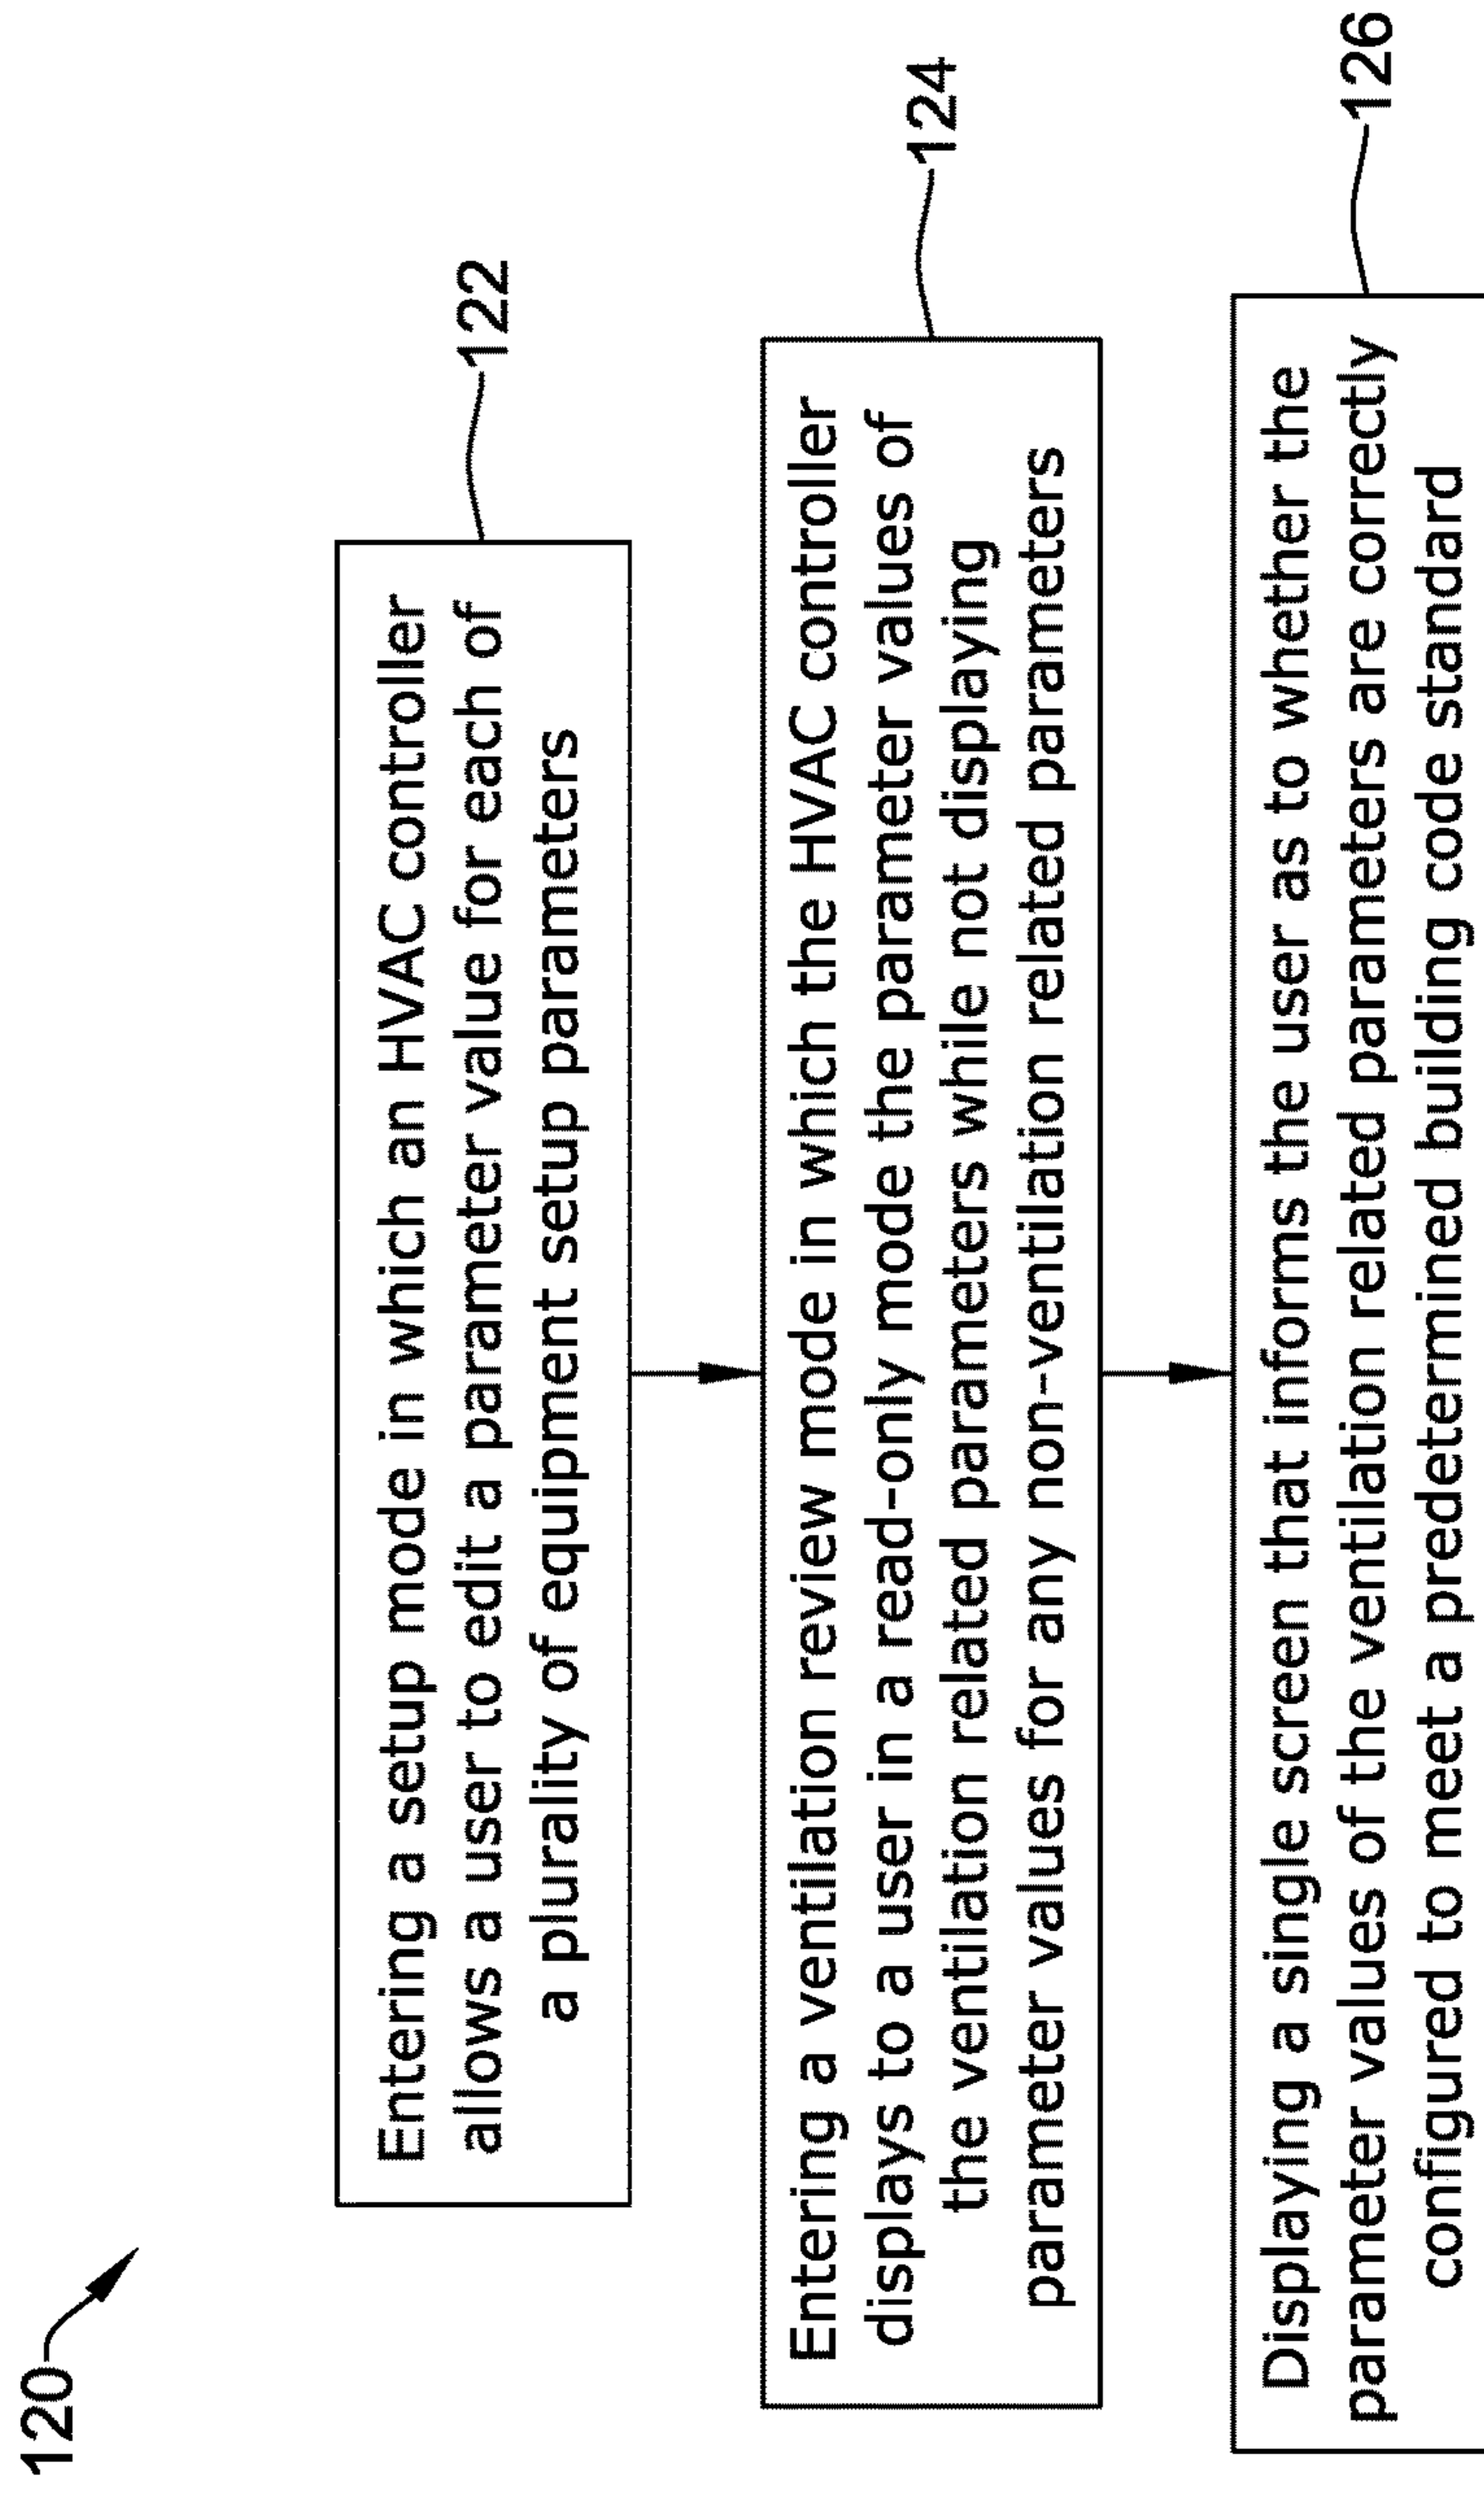 120
Entering a setup mode in which an HVAC controller
allows a user to edit a parameter value for each of
a plurality of equipment setup parameters
122
Entering a ventilation review mode in which the HVAC controller
displays to a user in a read-only mode the parameter values of
the ventilation related parameters while not displaying
parameter values for any non-ventilation related parameters
124
Displaying a single screen that informs the user as to whether the
parameter values of the ventilation related parameters are correctly
configured to meet a predetermined building code standard
126